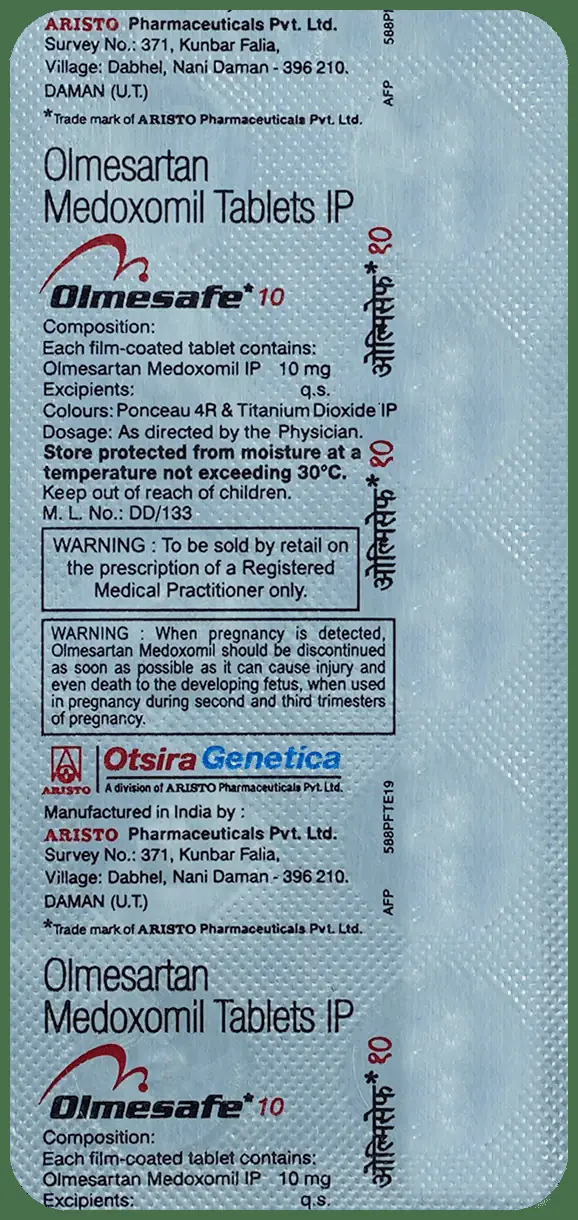 ARISTO Pharmaceuticals Pvt. Ltd.
Survey No.: 371, Kunbar Falia,
Village: Dabhel, Nani Daman - 396 210.
DAMAN (U.T.)
*Trade mark of ARISTO Pharmaceuticals Pvt. Ltd.
AFP
Olmesartan
Medoxomil Tablets IP
Olmesafe* 10
Composition:
Each film-coated tablet contains:
Olmesartan Medoxomil IP 10 mg
Excipients: q.s.
Colours: Ponceau 4R & Titanium Dioxide IP
Dosage: As directed by the Physician.
Store protected from moisture at a
temperature not exceeding 30°C.
Keep out of reach of children.
M. L. No.: DD/133
ओल्मिसेफ* १०
ओल्मिसेफ* १०
WARNING : To be sold by retail on
the prescription of a Registered
Medical Practitioner only.
WARNING : When pregnancy is detected,
Olmesartan Medoxomil should be discontinued
as soon as possible as it can cause injury and
even death to the developing fetus, when used
in pregnancy during second and third trimesters
of pregnancy.
ARISTO
Otsira Genetica
A division of ARISTO Pharmaceuticals Pvt. Ltd.
Manufactured in India by :
ARISTO Pharmaceuticals Pvt. Ltd.
Survey No.: 371, Kunbar Falia,
Village: Dabhel, Nani Daman - 396 210.
DAMAN (U.T.)
*Trade mark of ARISTO Pharmaceuticals Pvt. Ltd.
AFP 588PFTE19
Olmesartan
Medoxomil Tablets IP
Olmesafe* 10
Composition:
Each film-coated tablet contains:
Olmesartan Medoxomil IP 10 mg
Excipients: q.s.
ओल्मिसेफ* १०